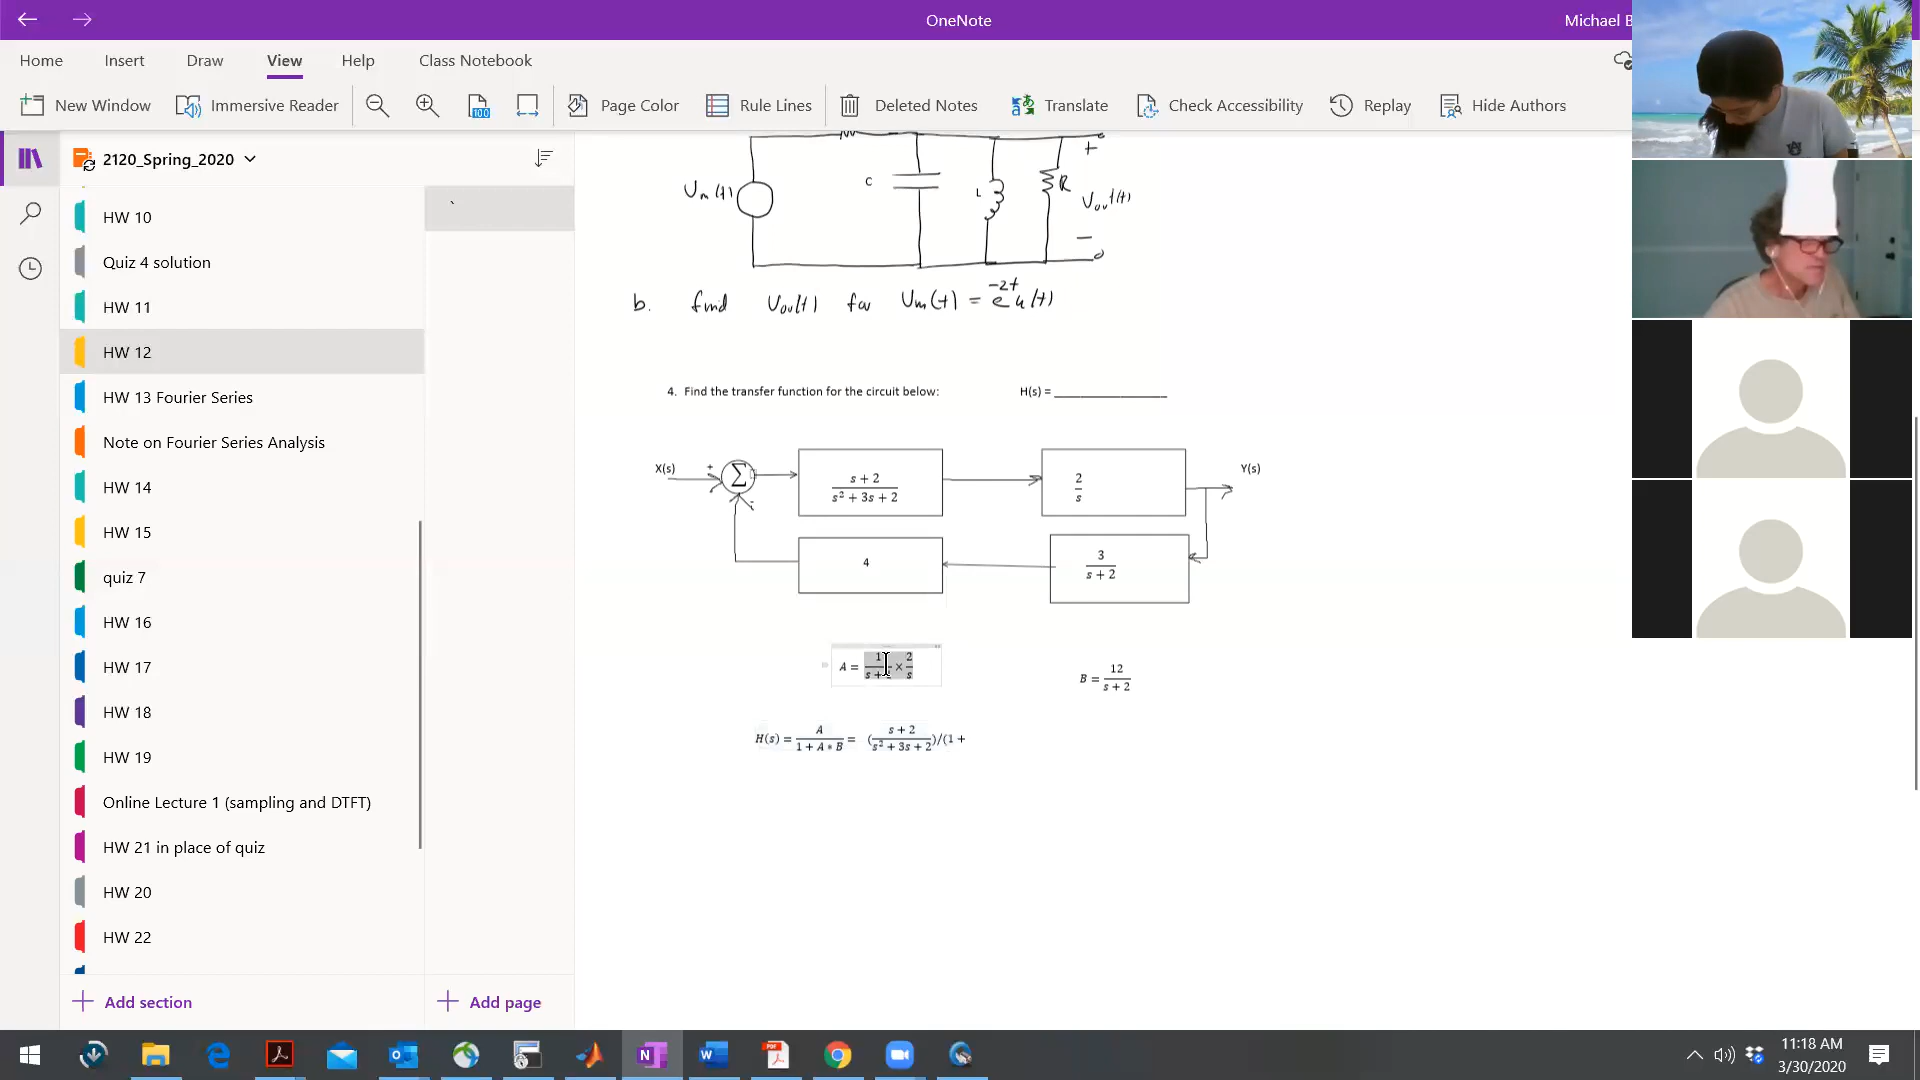 OneNote
Michael B
Home Insert Draw View Help Class Notebook
New Window Immersive Reader 100 Page Color Rule Lines Deleted Notes Translate Check Accessibility Replay Hide Authors
2120_Spring_2020
HW 10
Quiz 4 solution
HW 11
HW 12
HW 13 Fourier Series
Note on Fourier Series Analysis
HW 14
HW 15
quiz 7
HW 16
HW 17
HW 18
HW 19
Online Lecture 1 (sampling and DTFT)
HW 21 in place of quiz
HW 20
HW 22
Add section
Add page
`
Vin(t) C L R + Vout(t) −
b. find Vout(t) for Vin(t) = e^-2t u(t)
4. Find the transfer function for the circuit below: H(s) = ____________________
X(s) + Σ - (s + 2)/(s² + 3s + 2) 2/s Y(s)
4 3/(s + 2)
B = 12/(s + 2)
H(s) = A/(1 + A * B) = ((s + 2)/(s² + 3s + 2))/(1 +
11:18 AM
3/30/2020